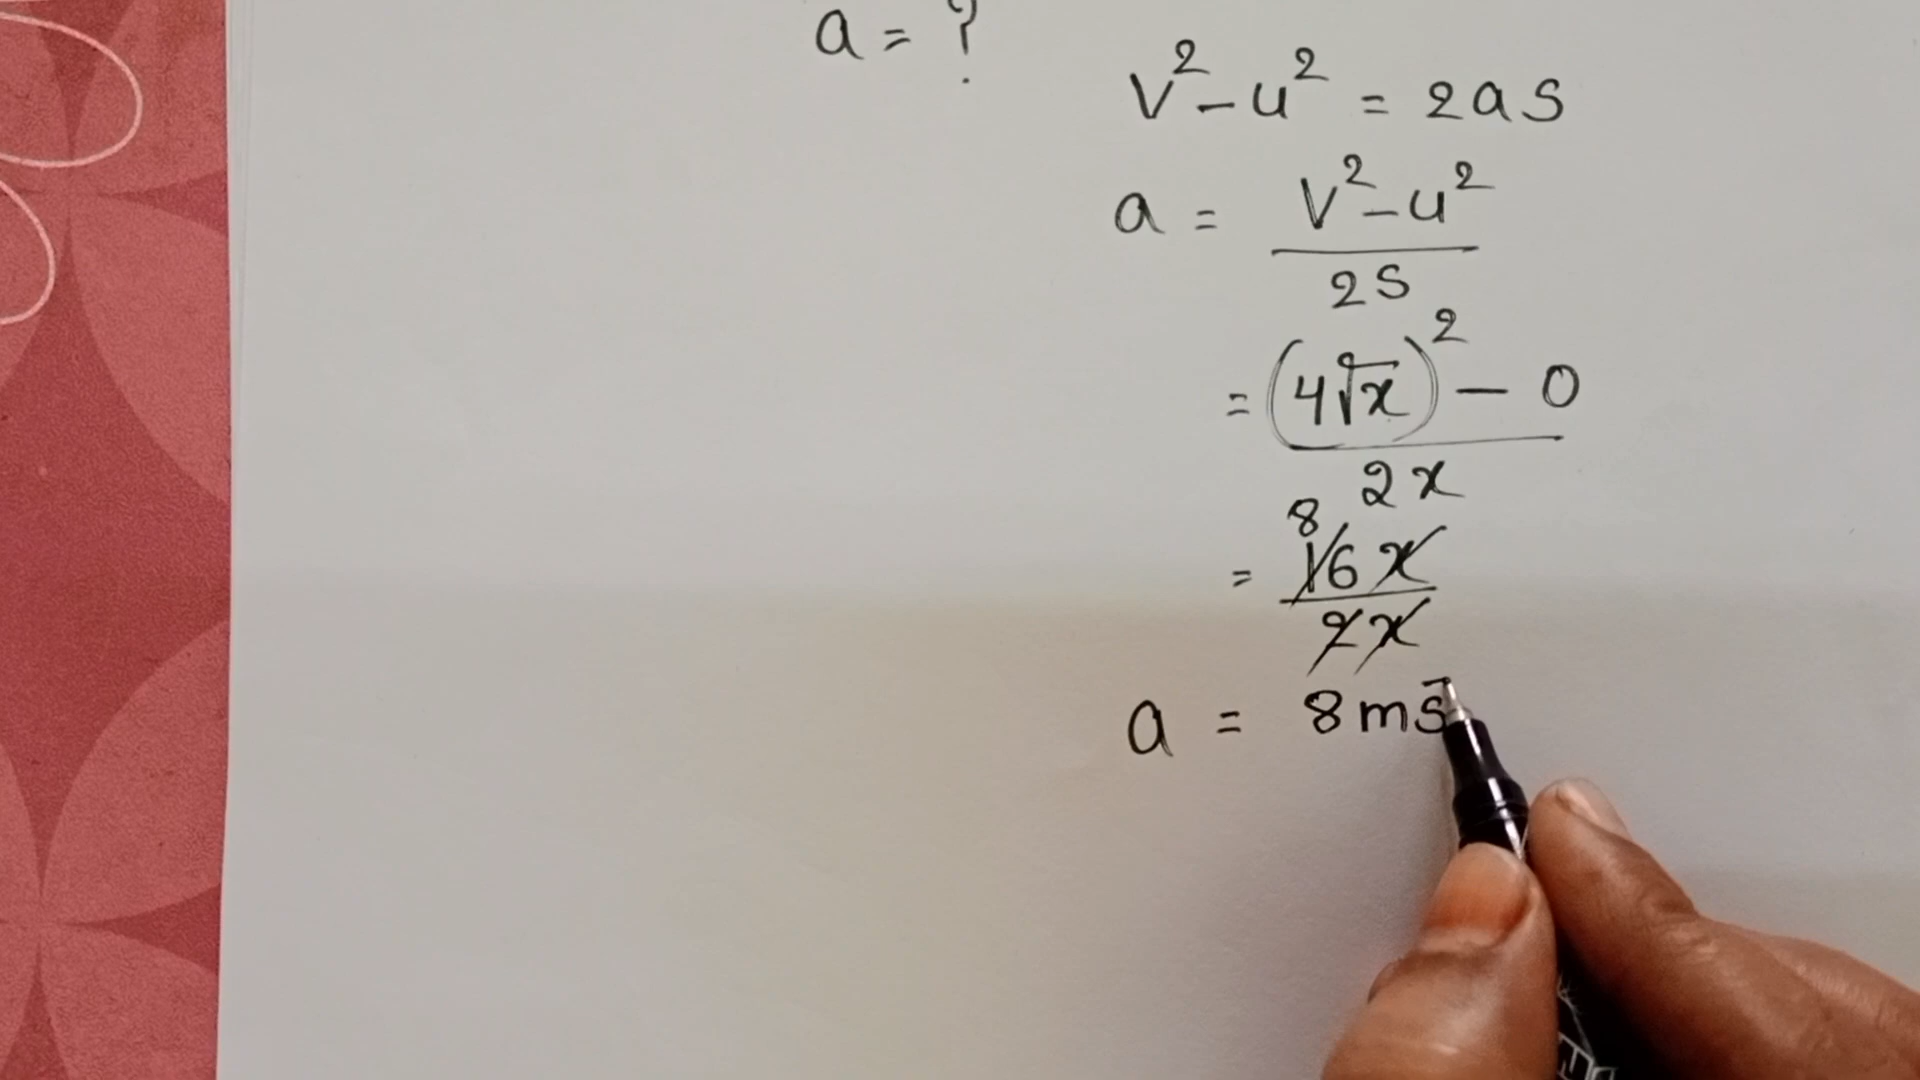 a = ?
v² - u² = 2as
a = v² - u² / 2s
= (4√x)² - 0 / 2x
8
= 16x / 2x
a = 8 ms⁻